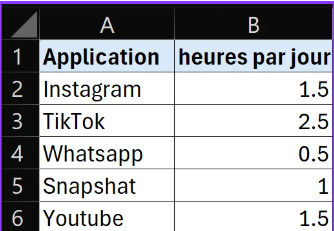 A B
1 Application heures par jour
2 Instagram 1.5
3 TikTok 2.5
4 Whatsapp 0.5
5 Snapshat 1
6 Youtube 1.5